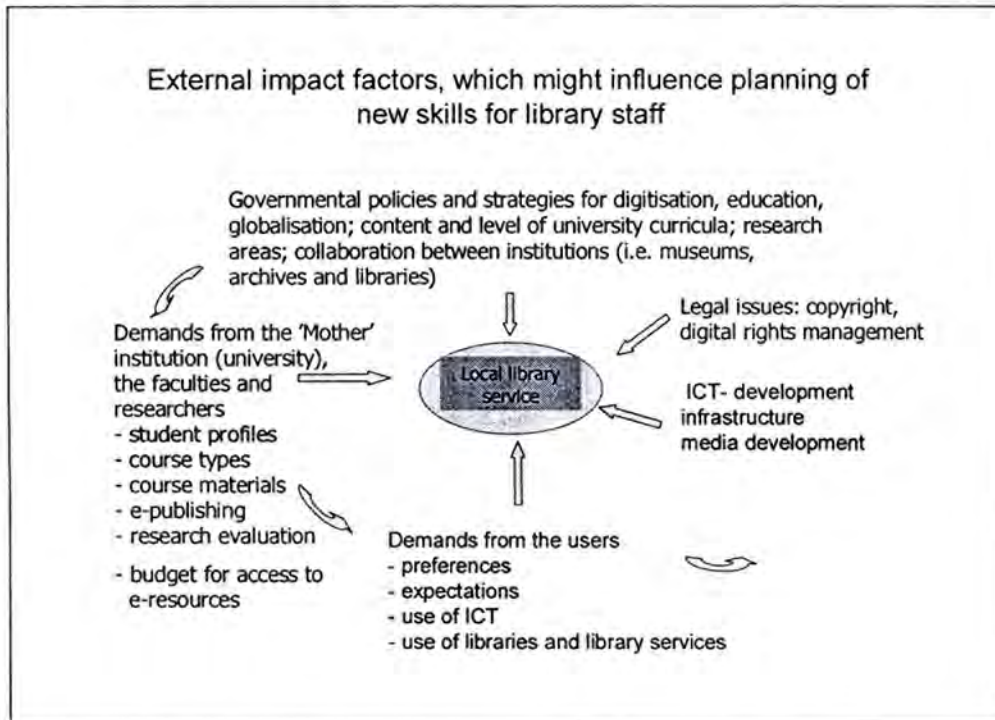 External impact factors, which might influence planning of
new skills for library staff
Governmental policies and strategies for digitisation, education,
globalisation; content and level of university curricula; research
areas; collaboration between institutions (i.e. museums,
archives and libraries)
Legal issues: copyright,
digital rights management
Demands from the 'Mother'
institution (university),
the faculties and
researchers
- student profiles
- course types
- course materials
- e-publishing
- research evaluation
- budget for access to
e-resources
Local library
service
ICT- development
infrastructure
media development
Demands from the users
- preferences
- expectations
- use of ICT
- use of libraries and library services